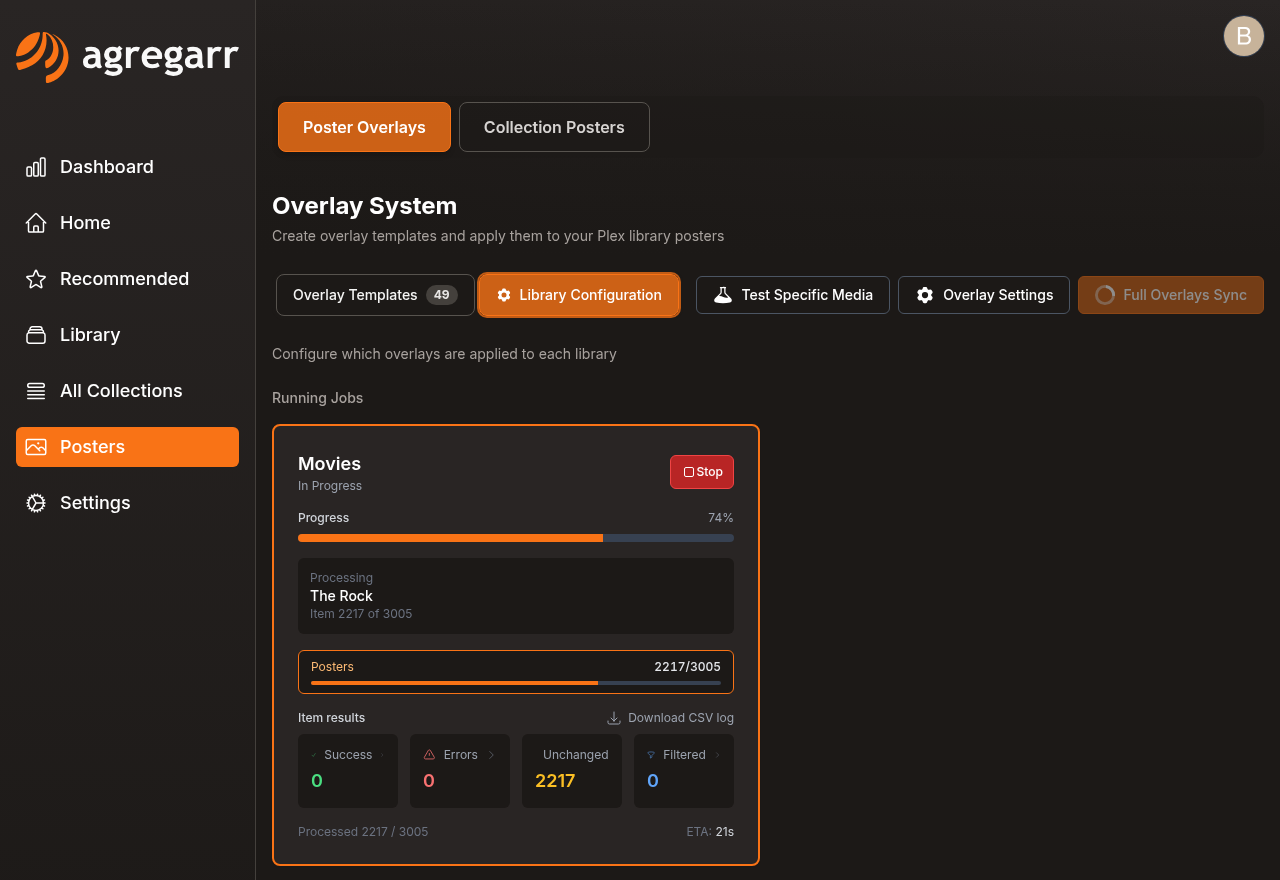 agregarr
B
Dashboard
Home
Recommended
Library
All Collections
Posters
Settings
Poster Overlays
Collection Posters
Overlay System
Create overlay templates and apply them to your Plex library posters
Overlay Templates 49
Library Configuration
Test Specific Media
Overlay Settings
Full Overlays Sync
Configure which overlays are applied to each library
Running Jobs
Movies
In Progress
Stop
Progress 74%
Processing
The Rock
Item 2217 of 3005
Posters 2217/3005
Item results Download CSV log
Success
0
Errors
0
Unchanged
2217
Filtered
0
Processed 2217 / 3005 ETA: 21s